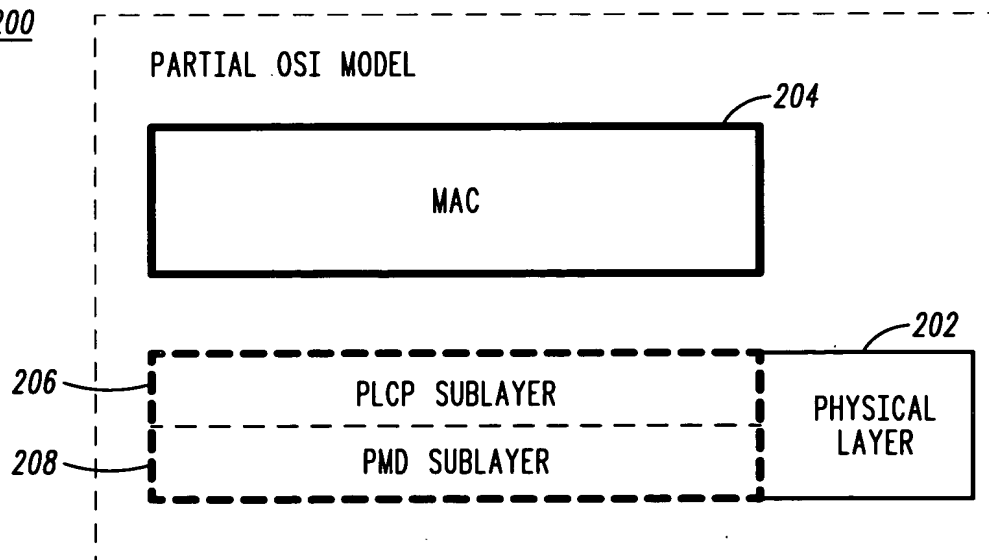 200
PARTIAL OSI MODEL
204
MAC
202
206
PLCP SUBLAYER
PHYSICAL
LAYER
208
PMD SUBLAYER